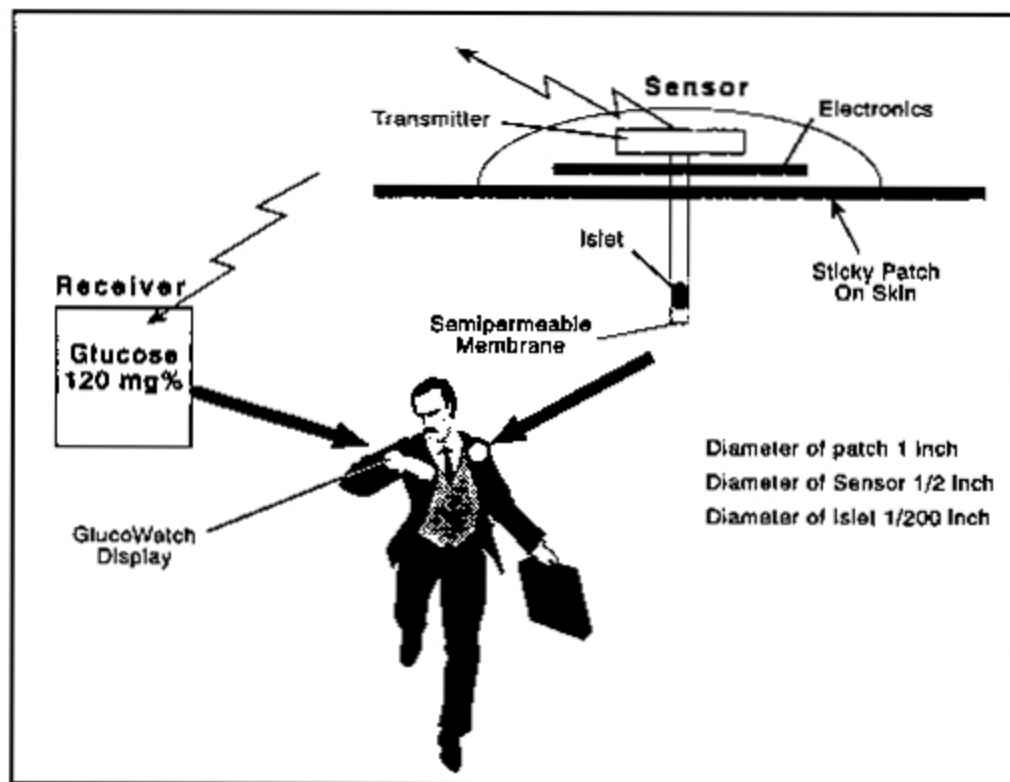 Sensor
Transmitter
Electronics
Islet
Sticky Patch
On Skin
Receiver
Semipermeable
Membrane
Glucose
120 mg%
Diameter of patch 1 inch
Diameter of Sensor 1/2 Inch
Diameter of Islet 1/200 Inch
GlucoWatch
Display